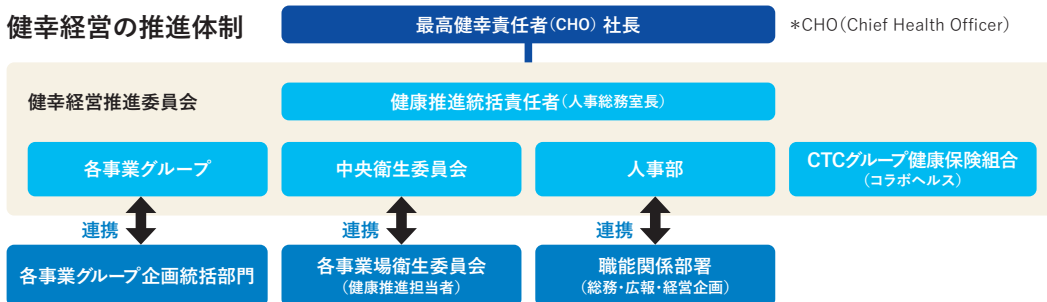 健幸経営の推進体制
最高健幸責任者(CHO) 社長
*CHO(Chief Health Officer)
健幸経営推進委員会
健康推進統括責任者(人事総務室長)
各事業グループ
中央衛生委員会
人事部
CTCグループ健康保険組合
(コラボヘルス)
連携
連携
連携
各事業グループ企画統括部門
各事業場衛生委員会
(健康推進担当者)
職能関係部署
(総務・広報・経営企画)